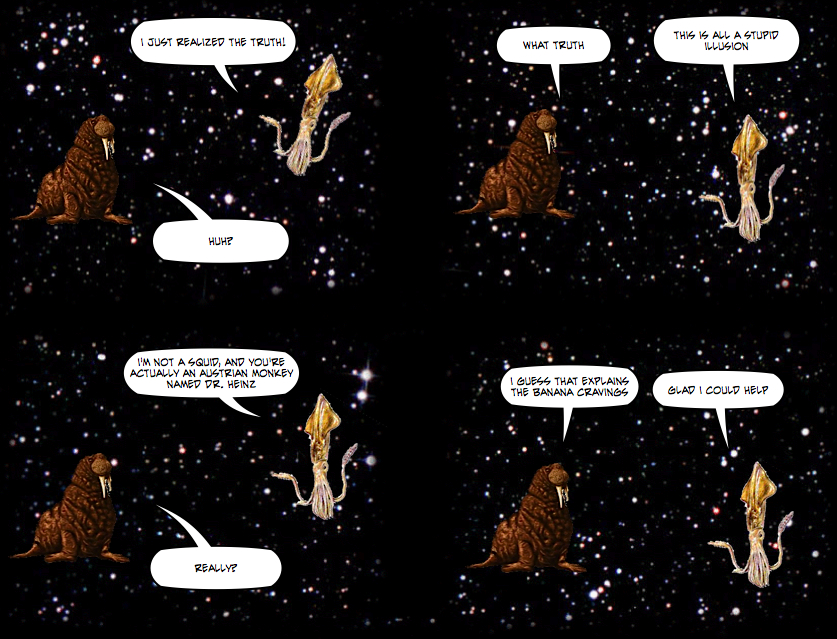 I JUST REALIZED THE TRUTH!
HUH?
WHAT TRUTH
THIS IS ALL A STUPID
ILLUSION
I'M NOT A SQUID; AND YOU'RE
ACTUALLY AN AUSTRIAN MONKEY
NAMED DR. HEINZ
REALLY?
I GUESS THAT EXPLAINS
THE BANANA CRAVINGS
GLAD I COULD HELP